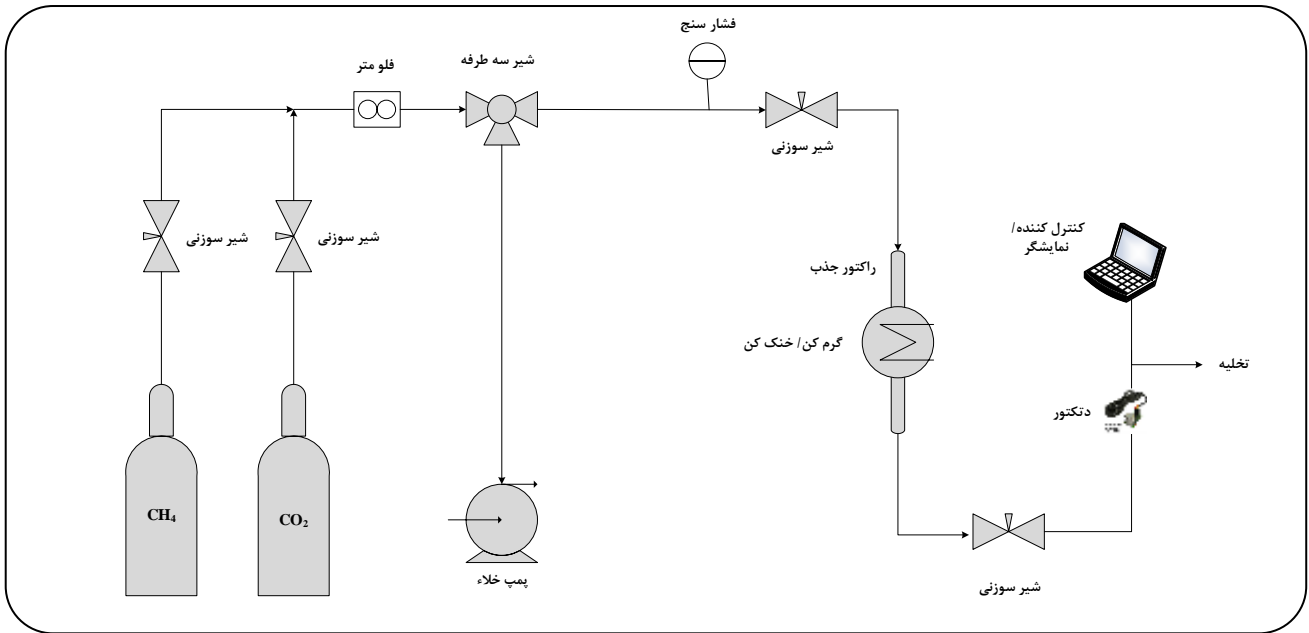 فشار سنج
شیر سه طرفه
فلو متر
شیر سوزنی
شیر سوزنی
شیر سوزنی
کنترل کننده/
نمایشگر
راکتور جذب
گرم کن/ خنک کن
تخلیه
دتکتور
CH₄
CO₂
پمپ خلاء
شیر سوزنی